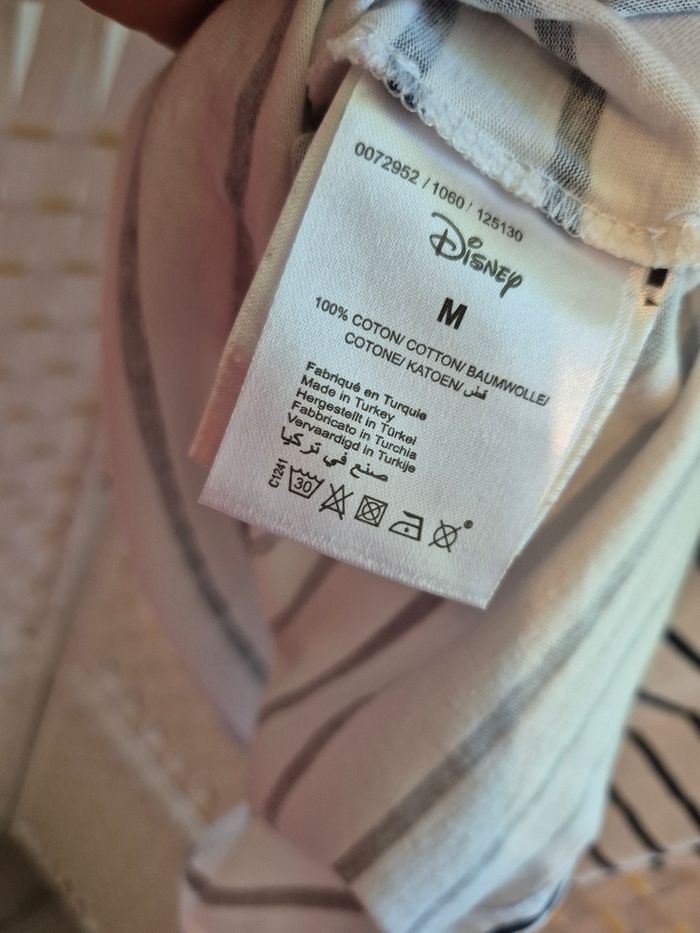 0072952 / 1060 / 125130
Disney
M
100% COTON/ COTTON/ BAUMWOLLE/
COTONE/ KATOEN/ قطن
Fabriqué en Turquie
Made in Turkey
Hergestellt in Türkei
Fabbricato in Turchia
Vervaardigd in Turkije
صنع في تركيا
C1241
30